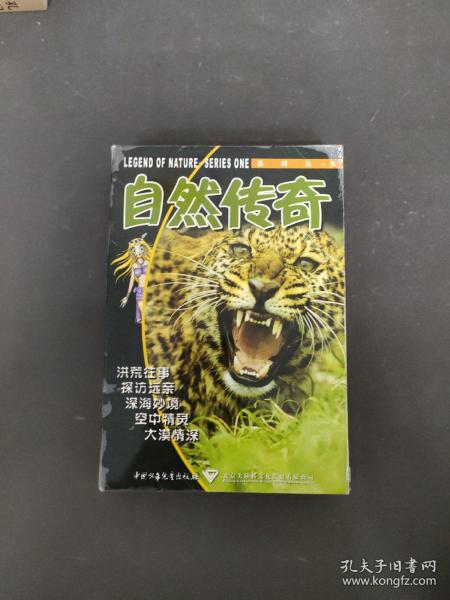 LEGEND OF NATURE SERIES ONE 系列丛书
自然传奇
洪荒往事
探访远亲
深海妙境
空中精灵
大漠情深
中国少年儿童出版社
孔夫子旧书网
www.kongfz.com